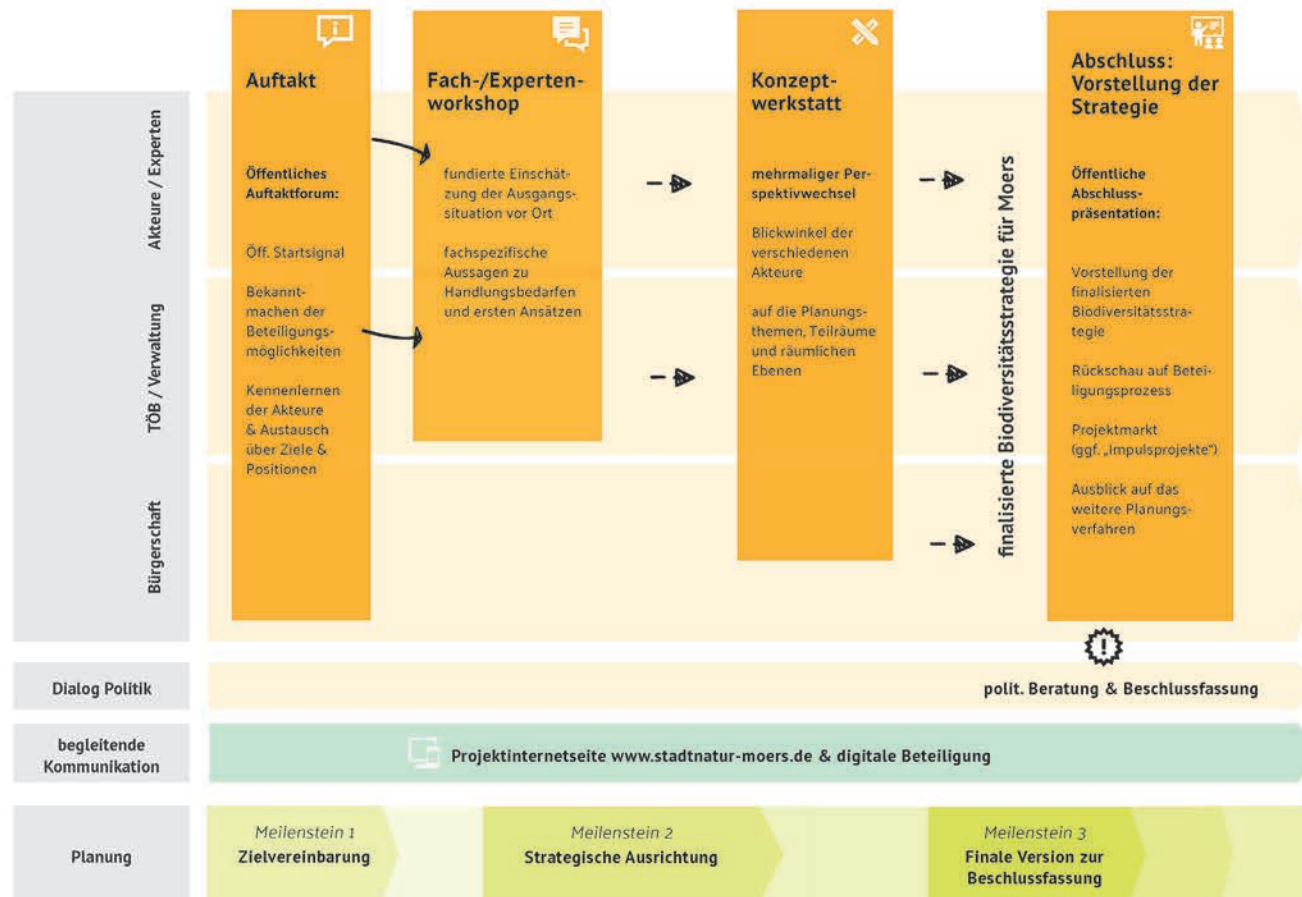 Auftakt
Öffentliches
Auftaktforum:
Öff. Startsignal
Bekannt-
machen der
Beteiligungs-
möglichkeiten
Kennenlernen
der Akteure
& Austausch
über Ziele &
Positionen
Fach-/Experten-
workshop
fundierte Einschät-
zung der Ausgangs-
situation vor Ort
fachspezifische
Aussagen zu
Handlungsbedarfen
und ersten Ansätzen
Konzept-
werkstatt
mehrmaliger Per-
spektivwechsel
Blickwinkel der
verschiedenen
Akteure
auf die Planungs-
themen, Teilräume
und räumlichen
Ebenen
finalisierte Biodiversitätsstrategie für Moers
Abschluss:
Vorstellung der
Strategie
Öffentliche
Abschluss-
präsentation:
Vorstellung der
finalisierten
Biodiversitätsstra-
tegie
Rückschau auf Betei-
ligungsprozess
Projektmarkt
(ggf. „Impulsprojekte“)
Ausblick auf das
weitere Planungs-
verfahren
Akteure / Experten
TÖB / Verwaltung
Bürgerschaft
Dialog Politik
polit. Beratung & Beschlussfassung
begleitende
Kommunikation
Projektinternetseite www.stadtnatur-moers.de & digitale Beteiligung
Planung
Meilenstein 1
Zielvereinbarung
Meilenstein 2
Strategische Ausrichtung
Meilenstein 3
Finale Version zur
Beschlussfassung